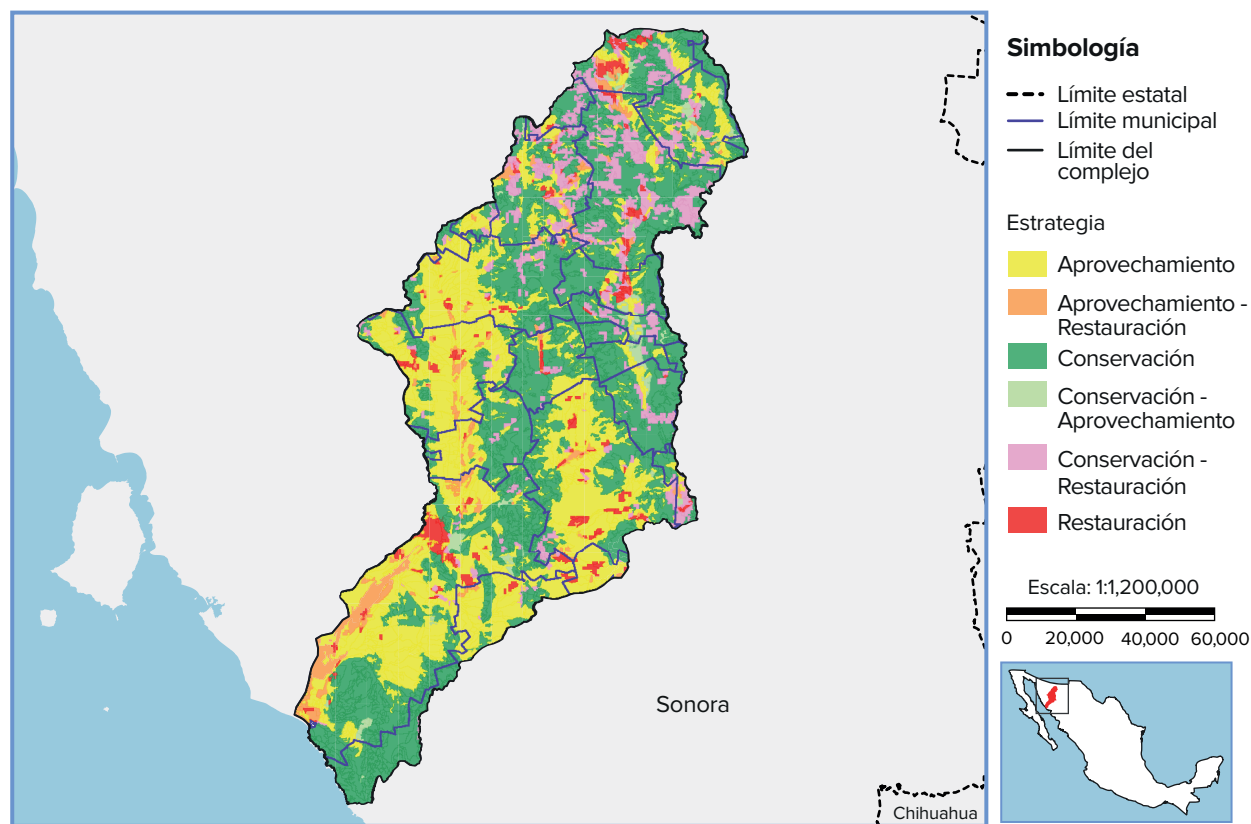 Simbología
Límite estatal
Límite municipal
Límite del
complejo
Estrategia
Aprovechamiento
Aprovechamiento -
Restauración
Conservación
Conservación -
Aprovechamiento
Conservación -
Restauración
Restauración
Escala: 1:1,200,000
0 20,000 40,000 60,000
Sonora
Chihuahua